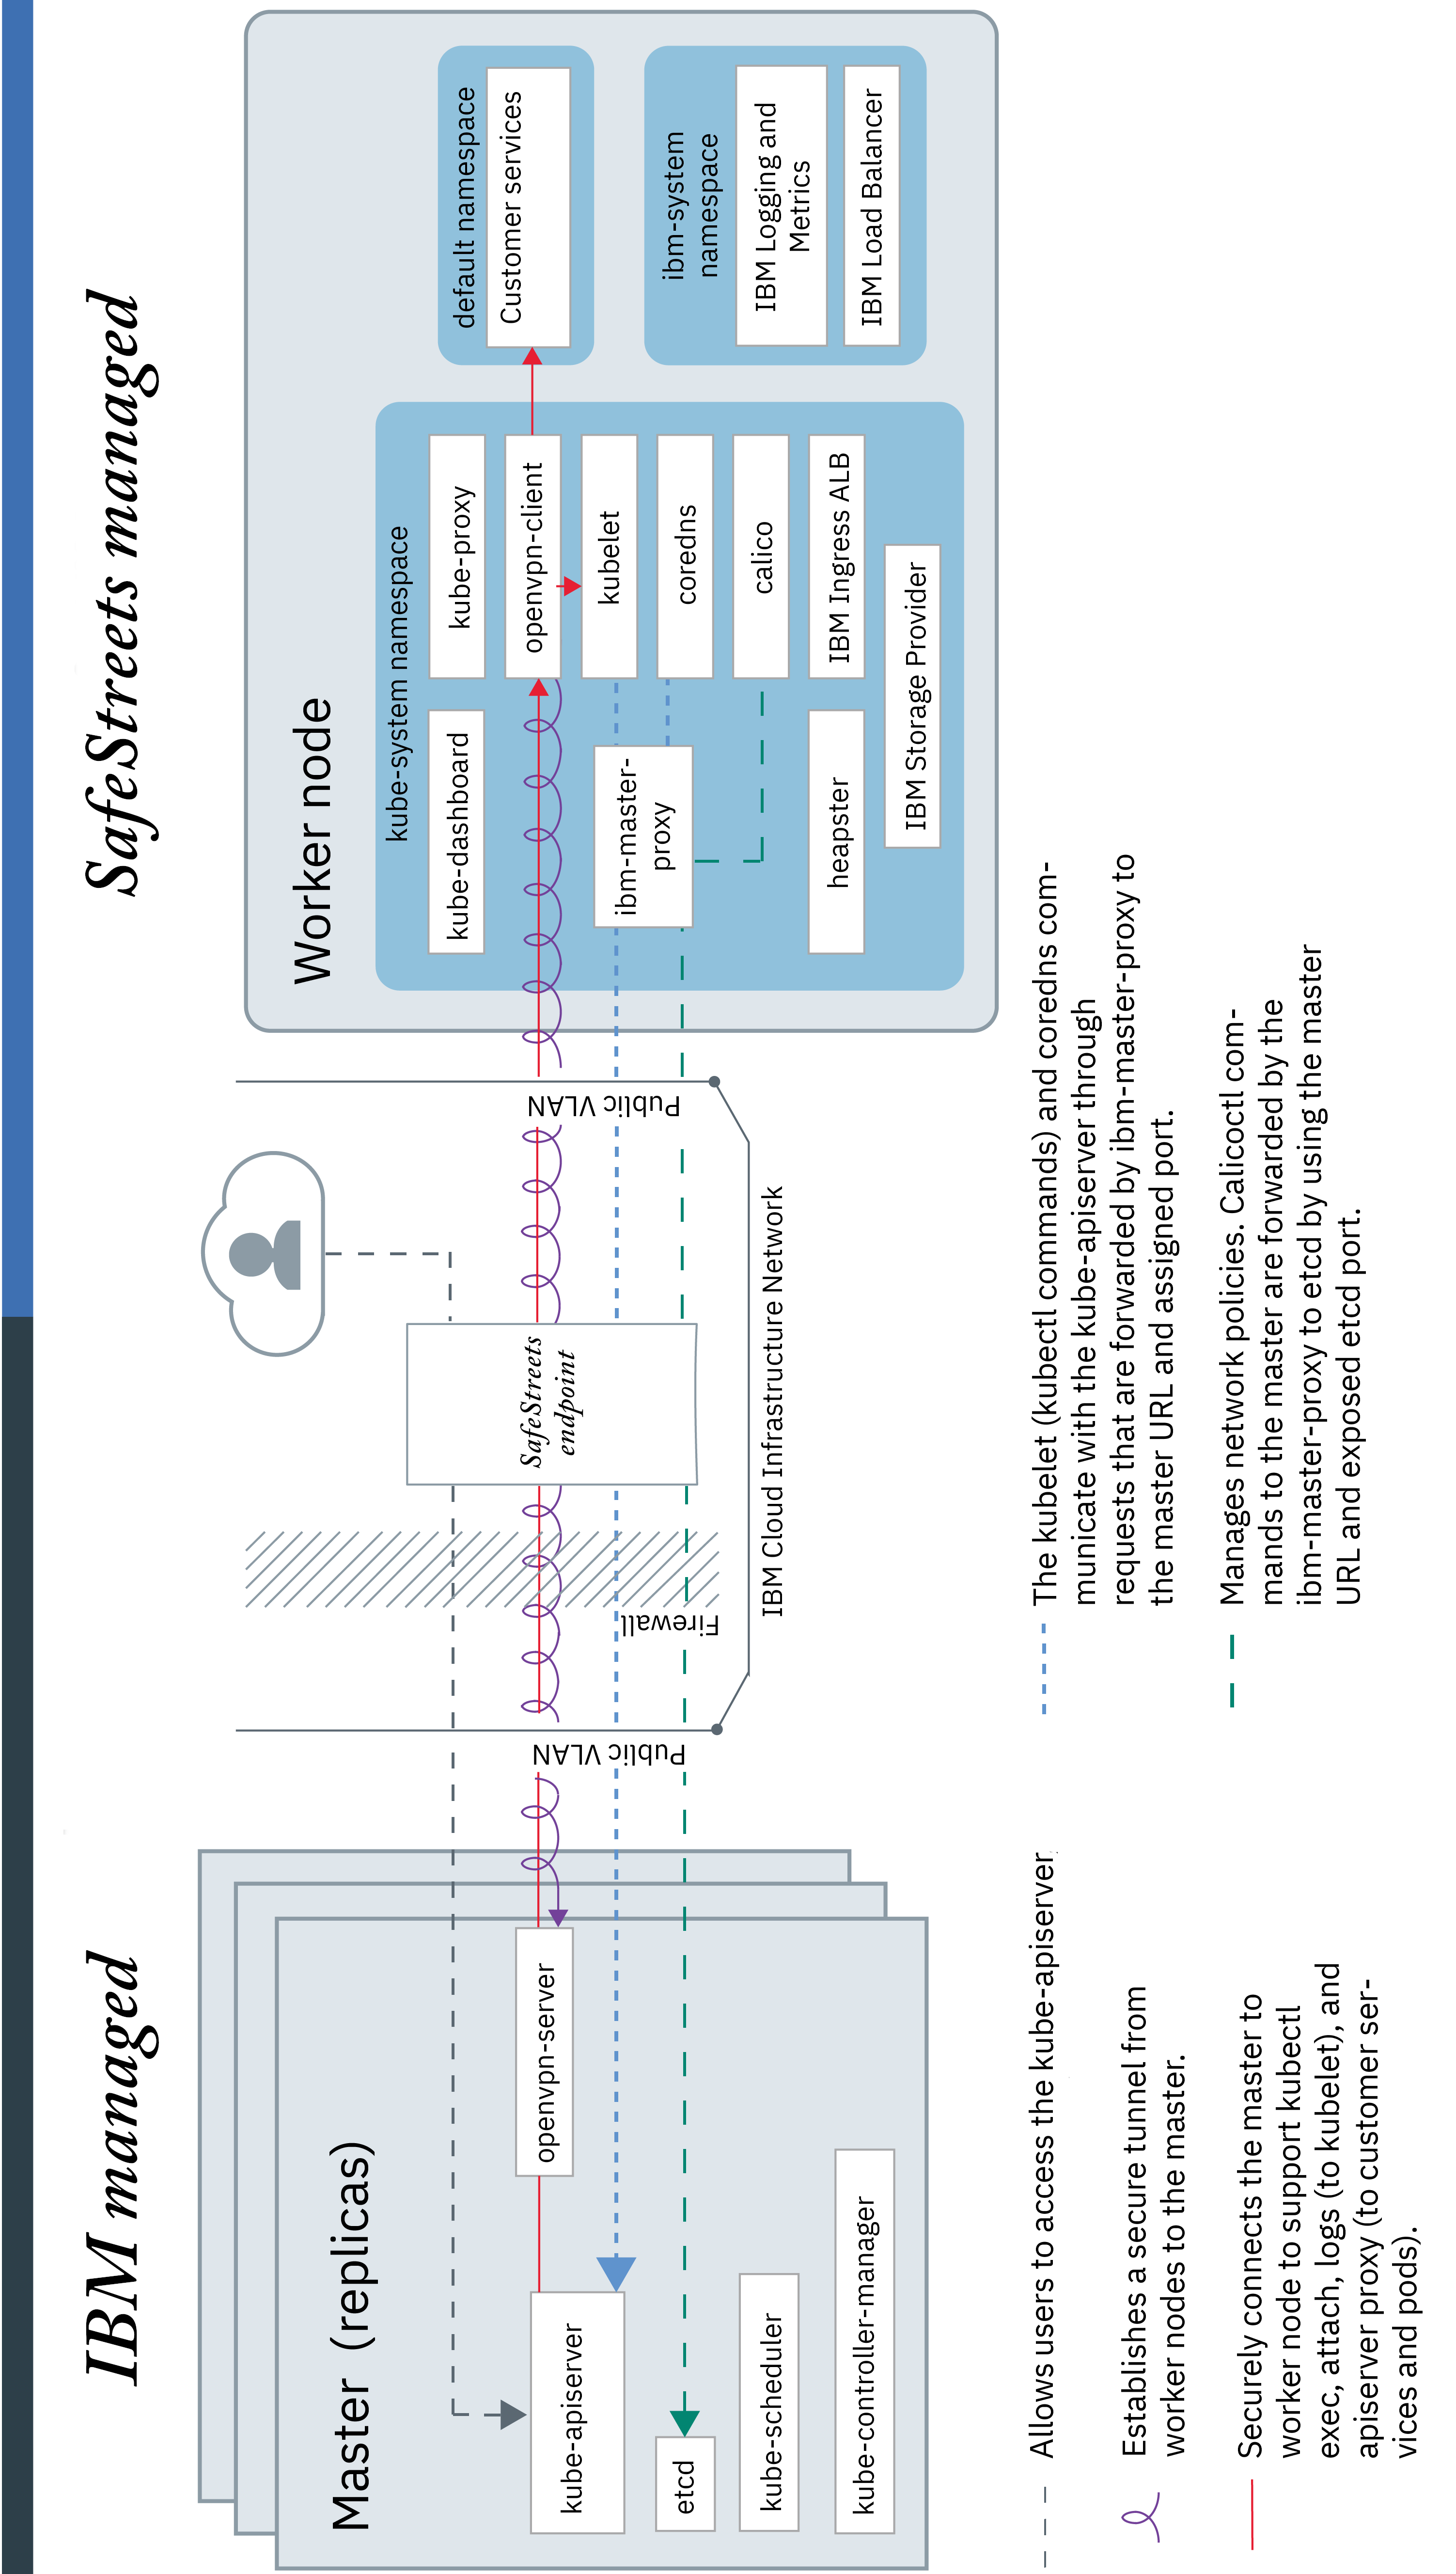 IBM managed
SafeStreets managed
Master (replicas)
kube-apiserver
openvpn-server
etcd
kube-scheduler
kube-controller-manager
Public VLAN
Firewall
SafeStreets
endpoint
Public VLAN
IBM Cloud Infrastructure Network
Worker node
kube-system namespace
kube-dashboard
kube-proxy
openvpn-client
ibm-master-
proxy
kubelet
coredns
calico
heapster
IBM Ingress ALB
IBM Storage Provider
default namespace
Customer services
ibm-system
namespace
IBM Logging and
Metrics
IBM Load Balancer
Allows users to access the kube-apiserver
Establishes a secure tunnel from
worker nodes to the master.
Securely connects the master to
worker node to support kubectl
exec, attach, logs (to kubelet), and
apiserver proxy (to customer ser-
vices and pods).
The kubelet (kubectl commands) and coredns com-
municate with the kube-apiserver through
requests that are forwarded by ibm-master-proxy to
the master URL and assigned port.
Manages network policies. Calicoctl com-
mands to the master are forwarded by the
ibm-master-proxy to etcd by using the master
URL and exposed etcd port.